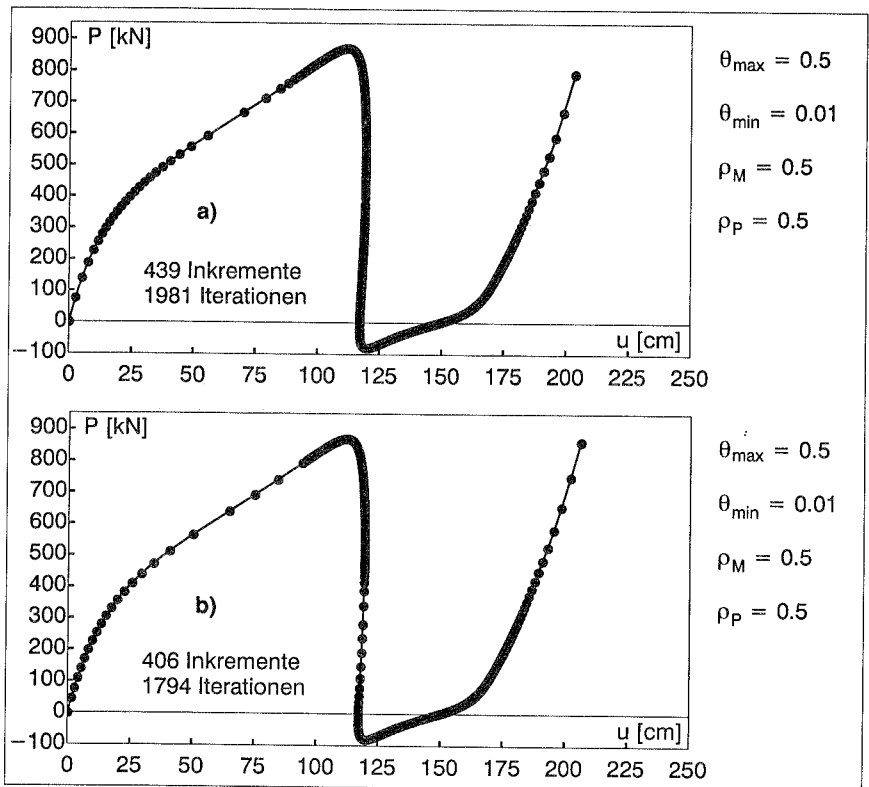 P [kN]
900
800
700
600
500
400
300
200
100
0
−100
a)
439 Inkremente
1981 Iterationen
u [cm]
0 25 50 75 100 125 150 175 200 225 250
θmax = 0.5
θmin = 0.01
ρM = 0.5
ρP = 0.5
P [kN]
900
800
700
600
500
400
300
200
100
0
−100
b)
406 Inkremente
1794 Iterationen
u [cm]
0 25 50 75 100 125 150 175 200 225 250
θmax = 0.5
θmin = 0.01
ρM = 0.5
ρP = 0.5